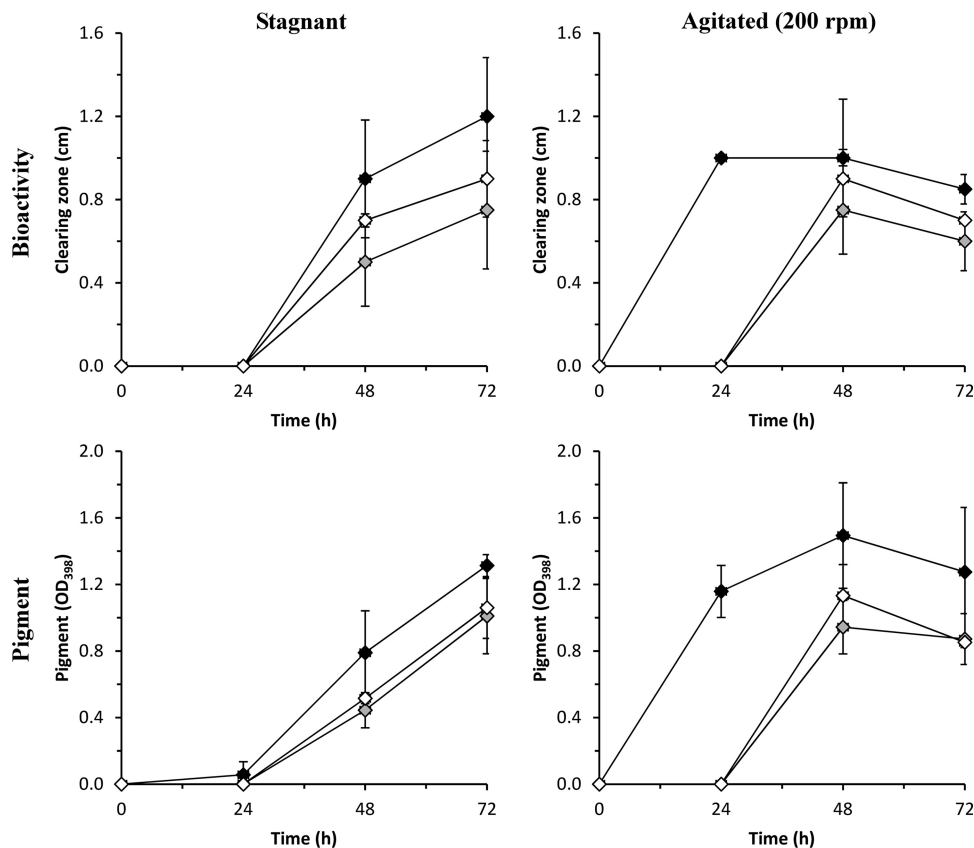 Stagnant
Agitated (200 rpm)
Bioactivity
Clearing zone (cm)
1.6
1.2
0.8
0.4
0.0
0 24 48 72
Time (h)
Clearing zone (cm)
1.6
1.2
0.8
0.4
0.0
0 24 48 72
Time (h)
Pigment
Pigment (OD398)
2.0
1.6
1.2
0.8
0.4
0.0
0 24 48 72
Time (h)
Pigment (OD398)
2.0
1.6
1.2
0.8
0.4
0.0
0 24 48 72
Time (h)